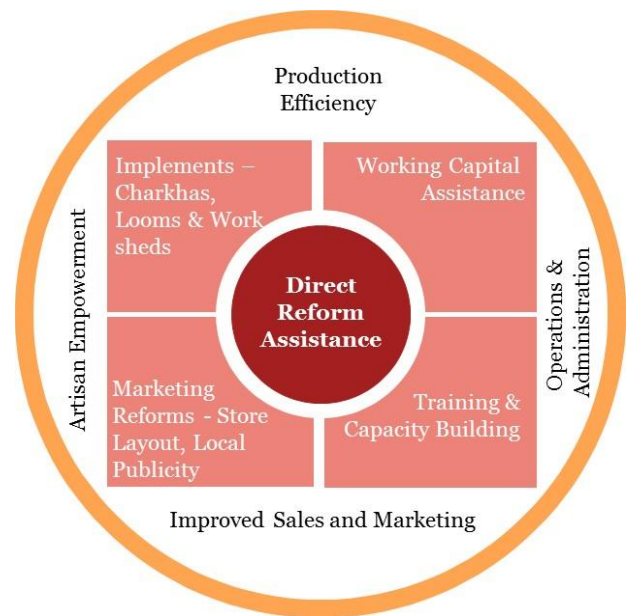 Production
Efficiency
Implements –
Charkhas,
Looms & Work
sheds
Working Capital
Assistance
Artisan Empowerment
Direct
Reform
Assistance
Operations &
Administration
Marketing
Reforms - Store
Layout, Local
Publicity
Training &
Capacity Building
Improved Sales and Marketing